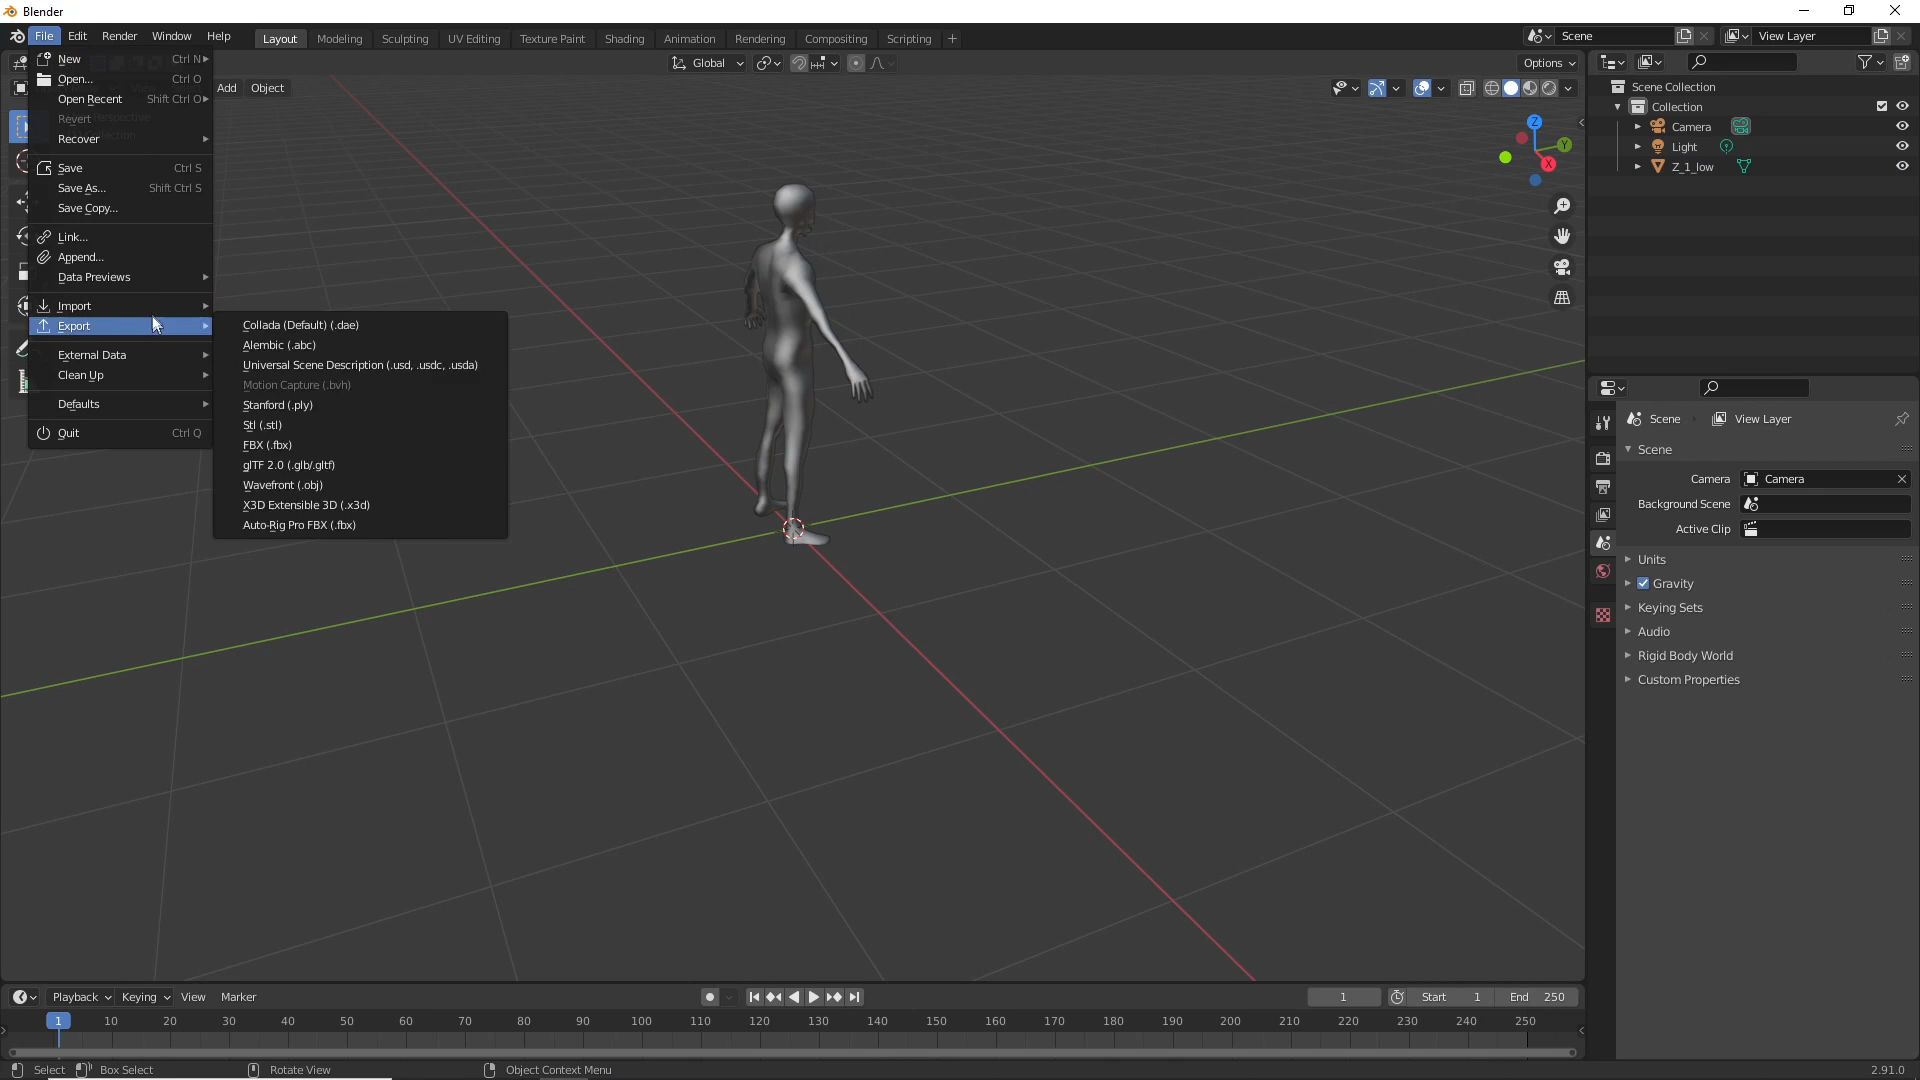 Blender
File Edit Render Window Help Layout Modeling Sculpting UV Editing Texture Paint Shading Animation Rendering Compositing Scripting + Scene View Layer
New Ctrl N
Open... Ctrl O
Open Recent Shift Ctrl O
Revert
Recover
Save Ctrl S
Save As... Shift Ctrl S
Save Copy...
Link...
Append...
Data Previews
Import
Export
External Data
Clean Up
Defaults
Quit Ctrl Q
Collada (Default) (.dae)
Alembic (.abc)
Universal Scene Description (.usd, .usdc, .usda)
Motion Capture (.bvh)
Stanford (.ply)
Stl (.stl)
FBX (.fbx)
glTF 2.0 (.glb/.gltf)
Wavefront (.obj)
X3D Extensible 3D (.x3d)
Auto-Rig Pro FBX (.fbx)
Global Options
Add Object
Z
Y
X
Scene Collection
Collection
Camera
Light
Z_1_low
Scene View Layer
Scene
Camera Camera
Background Scene
Active Clip
Units
Gravity
Keying Sets
Audio
Rigid Body World
Custom Properties
Playback Keying View Marker 1 Start 1 End 250
1 10 20 30 40 50 60 70 80 90 100 110 120 130 140 150 160 170 180 190 200 210 220 230 240 250
Select Box Select Rotate View Object Context Menu 2.91.0